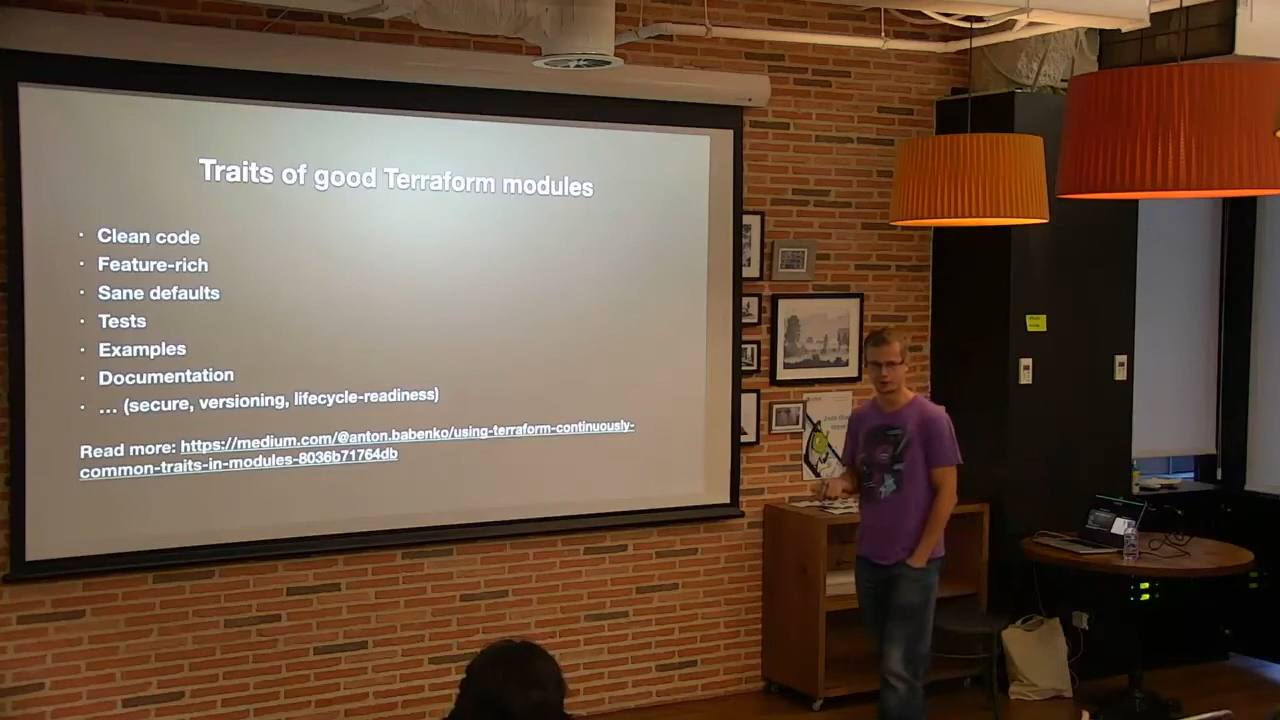 Traits of good Terraform modules
· Clean code
· Feature-rich
· Sane defaults
· Tests
· Examples
· Documentation
· … (secure, versioning, lifecycle-readiness)
Read more: https://medium.com/@anton.babenko/using-terraform-continuously-
common-traits-in-modules-8036b71764db